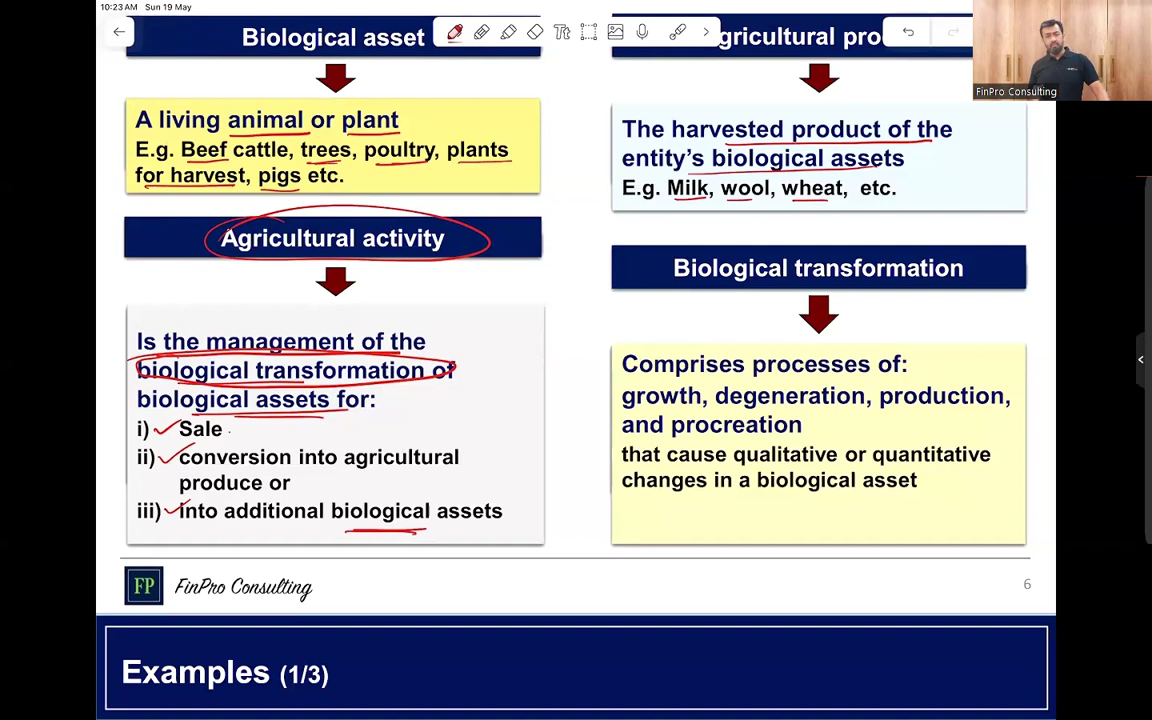 10:23 AM Sun 19 May
Biological asset
A living animal or plant
E.g. Beef cattle, trees, poultry, plants
for harvest, pigs etc.
Agricultural activity
Is the management of the
biological transformation of
biological assets for:
i) Sale
ii) conversion into agricultural
produce or
iii) into additional biological assets
gricultural pro
The harvested product of the
entity's biological assets
E.g. Milk, wool, wheat, etc.
Biological transformation
Comprises processes of:
growth, degeneration, production,
and procreation
that cause qualitative or quantitative
changes in a biological asset
FinPro Consulting
FP FinPro Consulting
6
Examples (1/3)